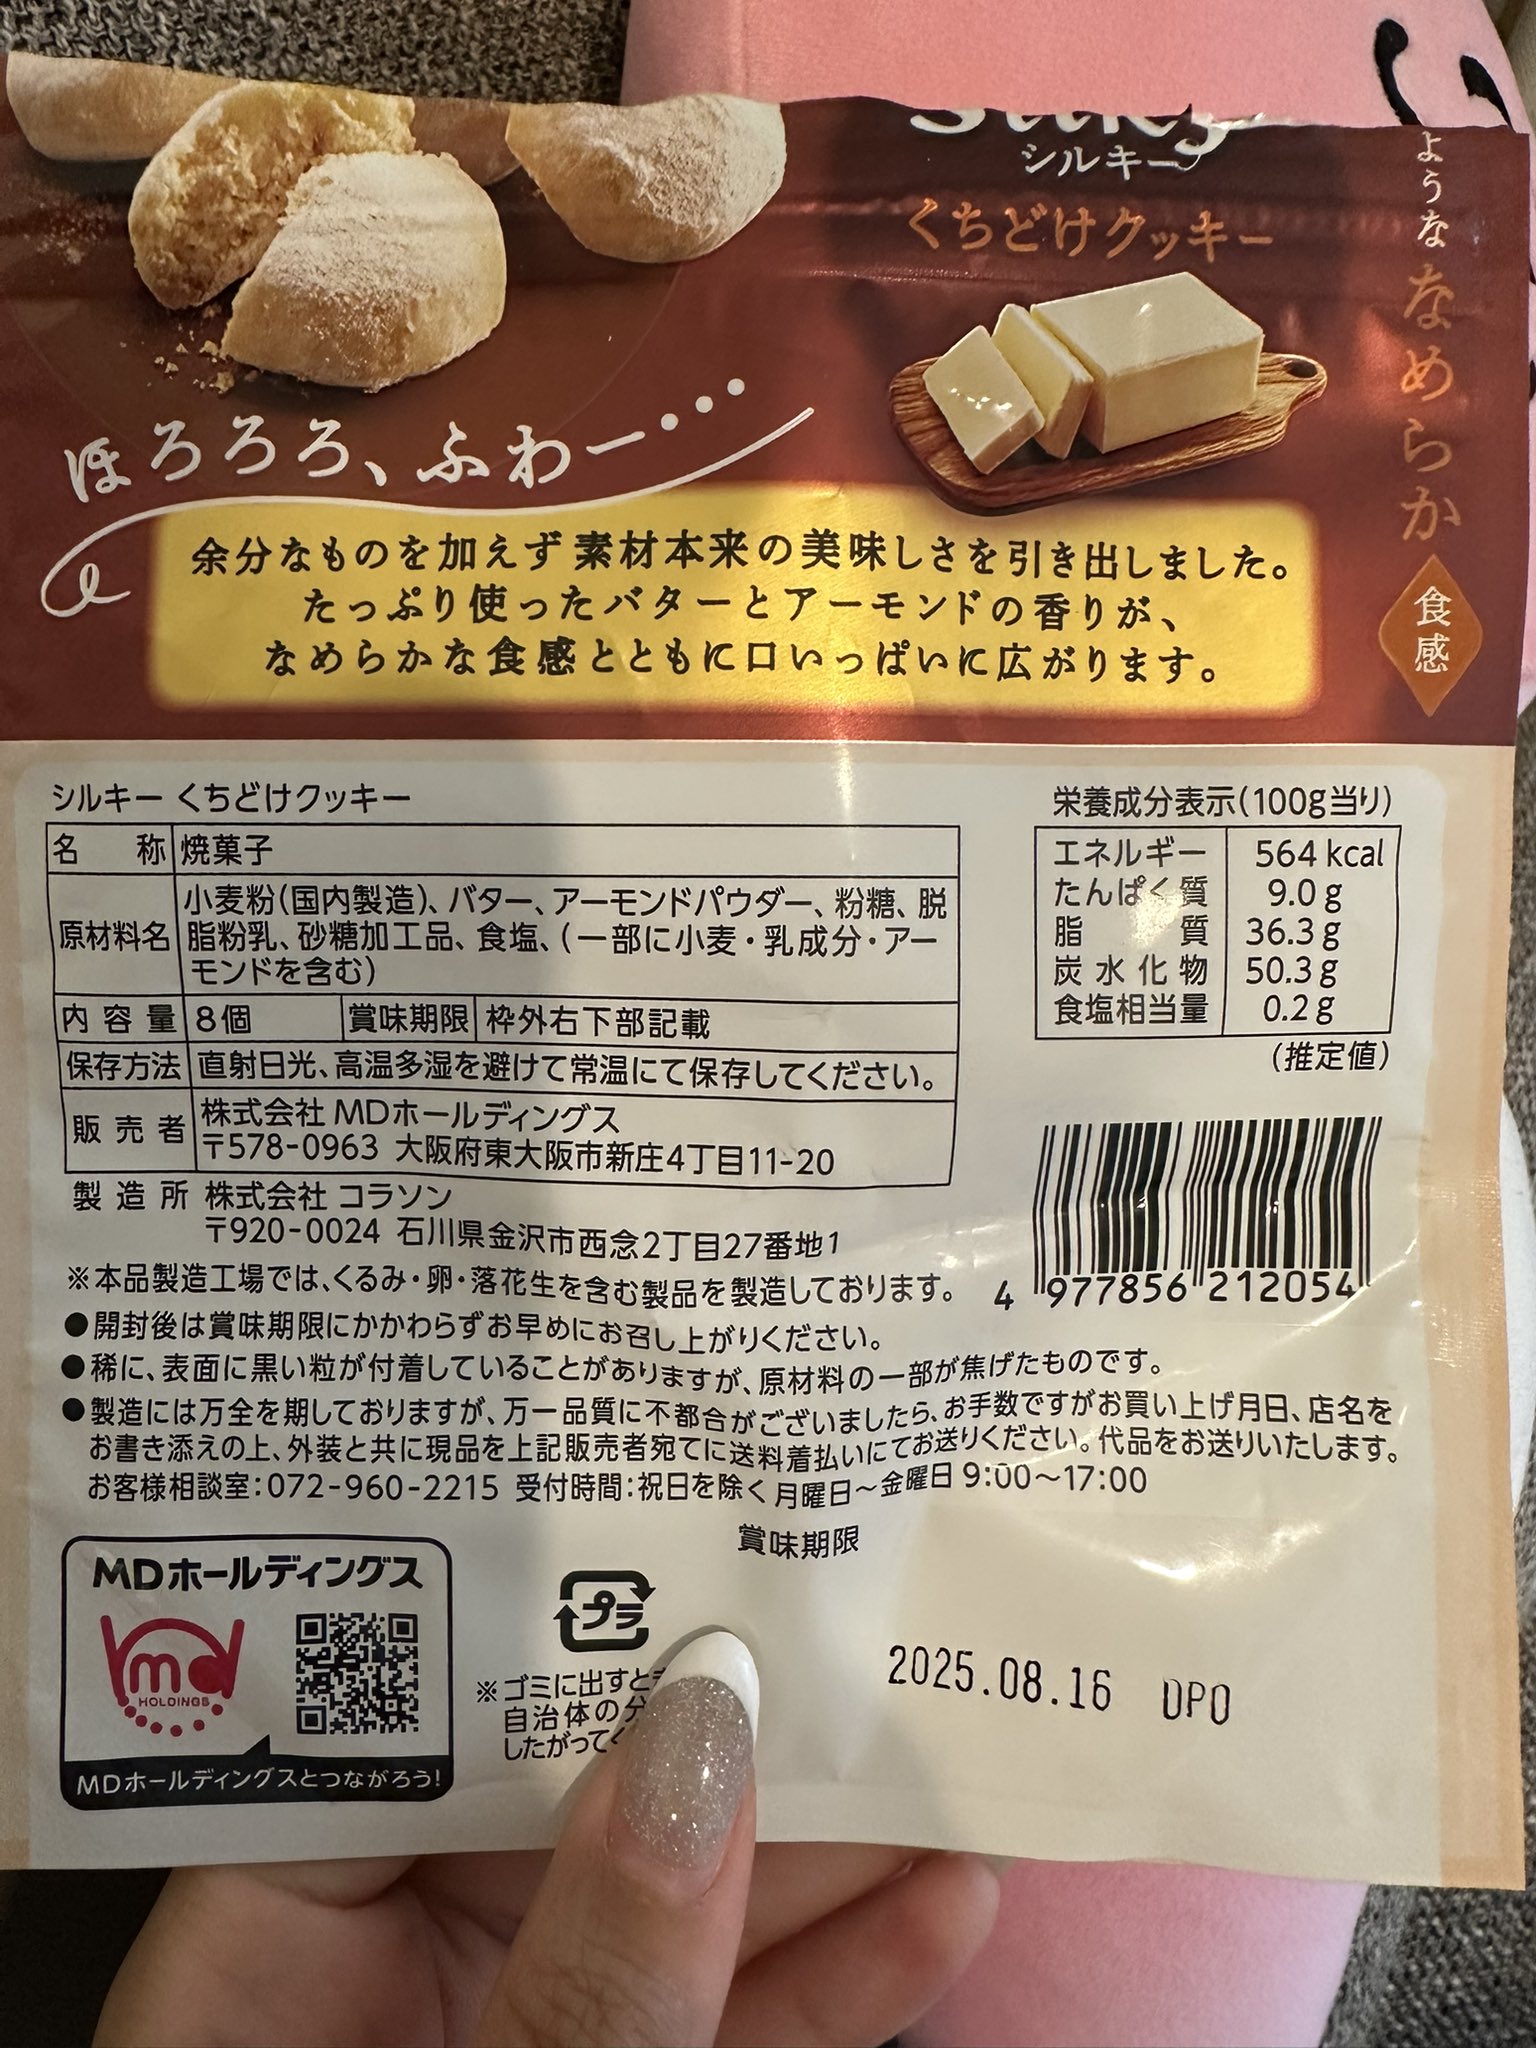 シルキー
くちどけクッキー
ような
なめらか
食感
ほろろろ、ふわー･･･
余分なものを加えず素材本来の美味しさを引き出しました。
たっぷり使ったバターとアーモンドの香りが、
なめらかな食感とともに口いっぱいに広がります。
シルキー くちどけクッキー
名称 焼菓子
原材料名 小麦粉(国内製造)、バター、アーモンドパウダー、粉糖、脱
脂粉乳、砂糖加工品、食塩、(一部に小麦・乳成分・アー
モンドを含む)
内容量 8個 賞味期限 枠外右下部記載
保存方法 直射日光、高温多湿を避けて常温にて保存してください。
販売者 株式会社 MDホールディングス
〒578-0963 大阪府東大阪市新庄4丁目11-20
製造所 株式会社 コラソン
〒920-0024 石川県金沢市西念2丁目27番地1
栄養成分表示(100g当り)
エネルギー 564kcal
たんぱく質 9.0g
脂質 36.3g
炭水化物 50.3g
食塩相当量 0.2g
(推定値)
4 977856 212054
※本品製造工場では、くるみ・卵・落花生を含む製品を製造しております。
●開封後は賞味期限にかかわらずお早めにお召し上がりください。
●稀に、表面に黒い粒が付着していることがありますが、原材料の一部が焦げたものです。
●製造には万全を期しておりますが、万一品質に不都合がございましたら、お手数ですがお買い上げ月日、店名を
お書き添えの上、外装と共に現品を上記販売者宛てに送料着払いにてお送りください。代品をお送りいたします。
お客様相談室:072-960-2215 受付時間:祝日を除く月曜日～金曜日 9:00～17:00
賞味期限
2025.08.16 DPO
MDホールディングス
md
HOLDINGS
MDホールディングスとつながろう!
プラ
※ゴミに出すと
自治体の分
したがって